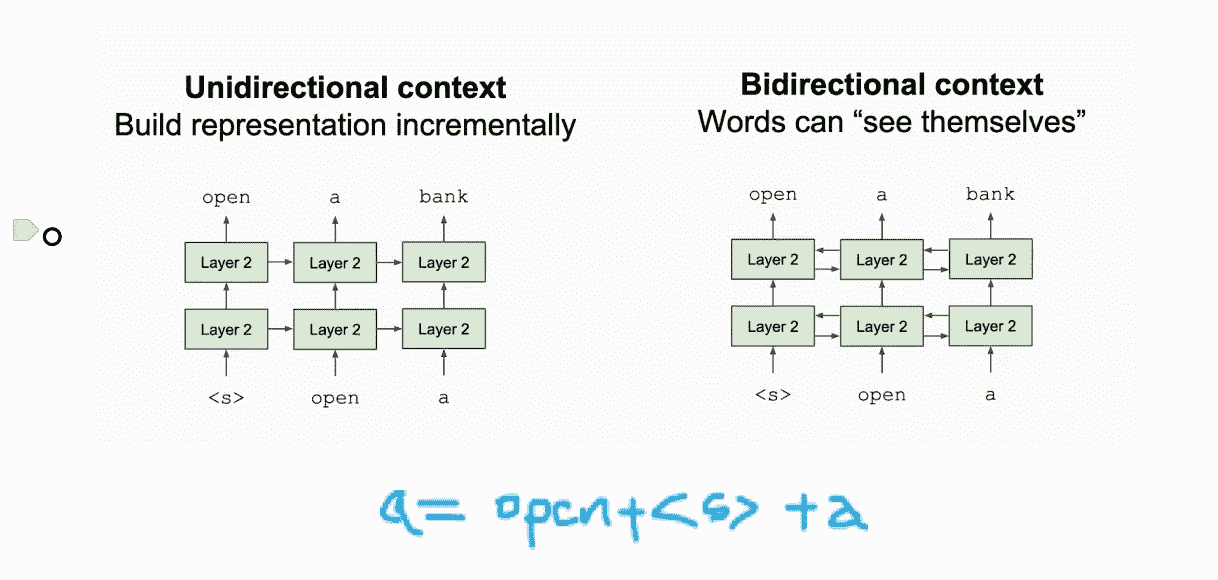 Unidirectional context
Build representation incrementally
open a bank
Layer 2 Layer 2 Layer 2
Layer 2 Layer 2 Layer 2
<s> open a
Bidirectional context
Words can “see themselves”
open a bank
Layer 2 Layer 2 Layer 2
Layer 2 Layer 2 Layer 2
<s> open a
a = open+<s> +a